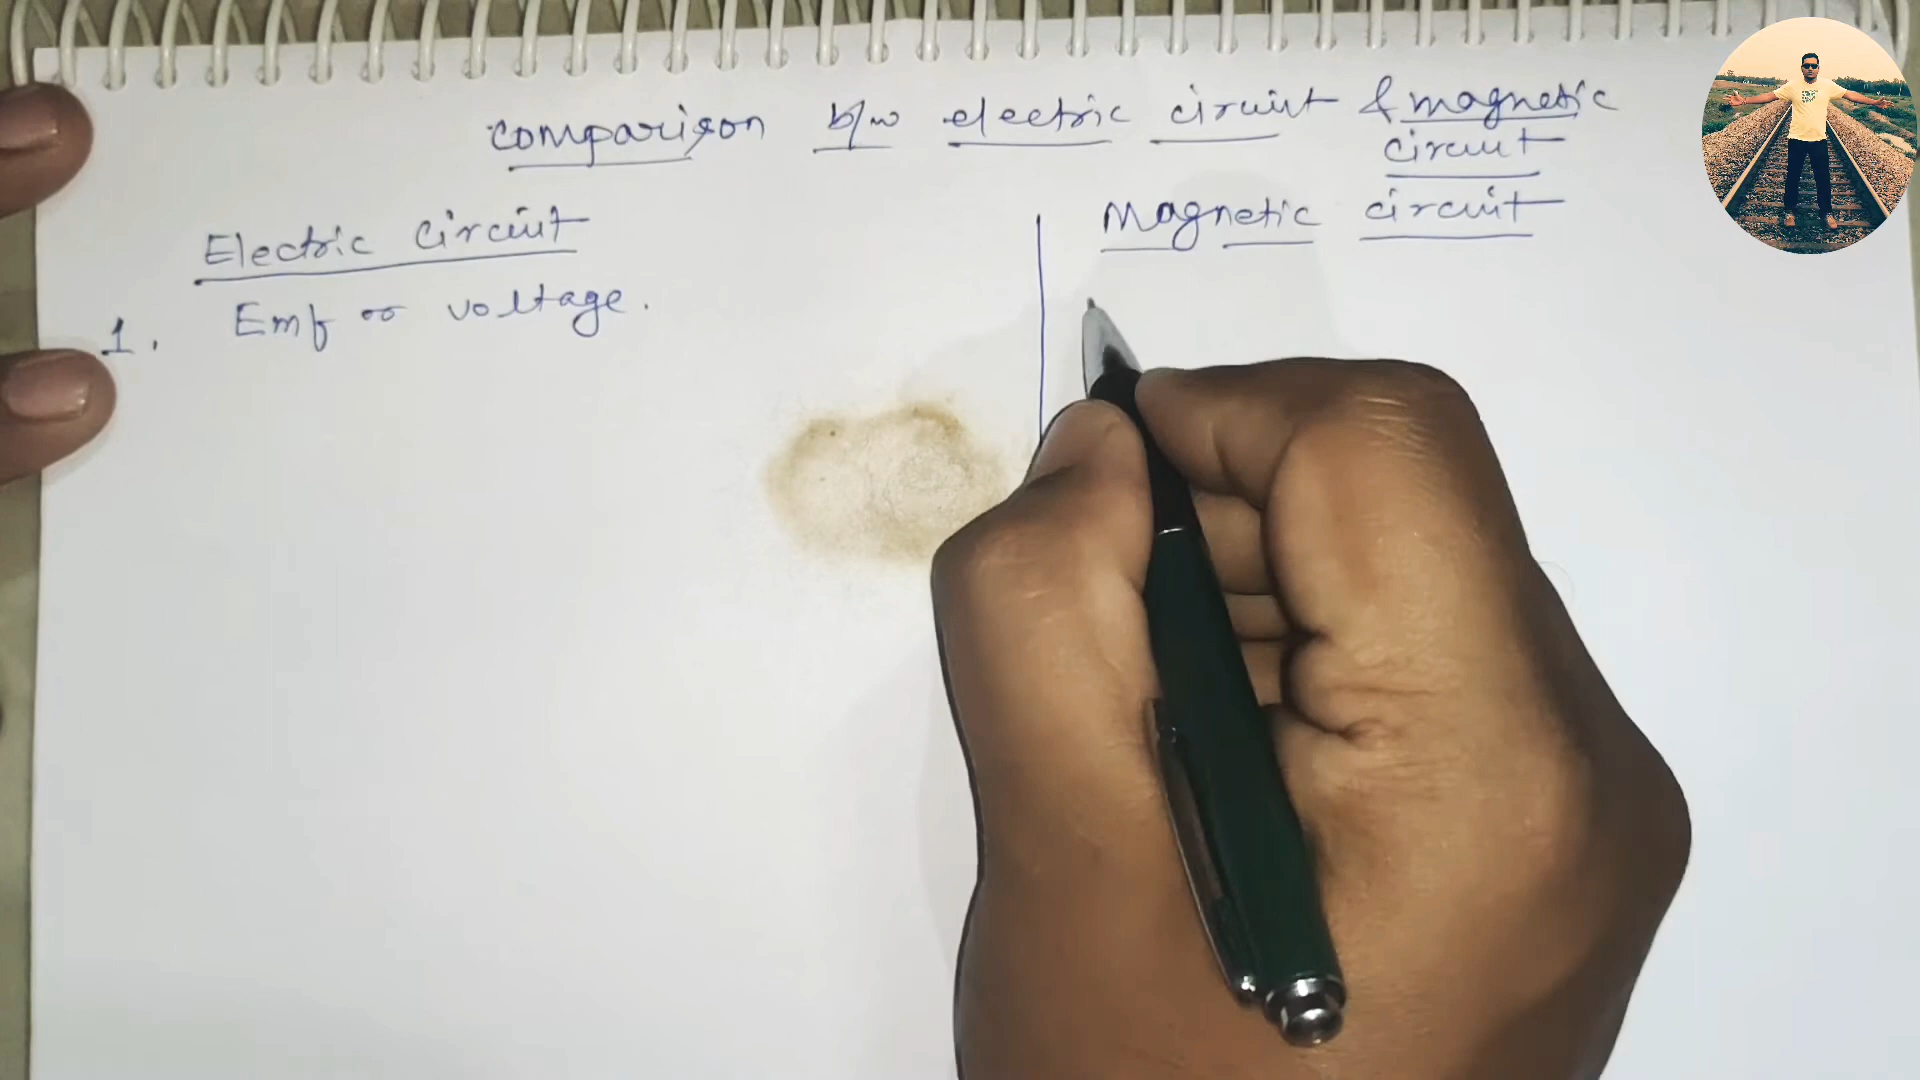 comparison b/w electric circuit & magnetic
circuit
Electric circuit
Magnetic circuit
1. Emf or voltage.